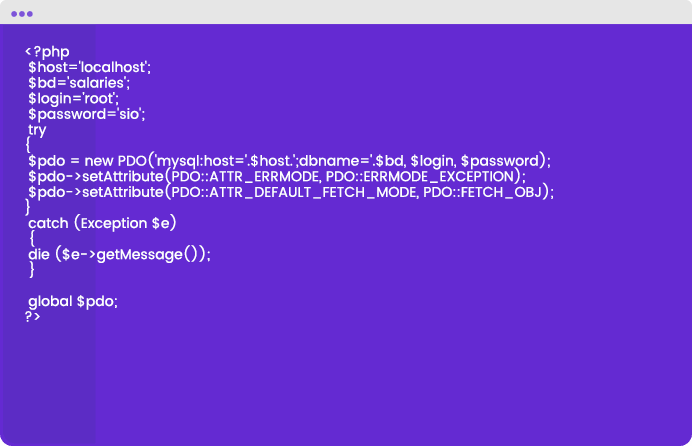 <?php
$host='localhost';
$bd='salaries';
$login='root';
$password='sio';
try
{
$pdo = new PDO('mysql:host='.$host.';dbname='.$bd, $login, $password);
$pdo->setAttribute(PDO::ATTR_ERRMODE, PDO::ERRMODE_EXCEPTION);
$pdo->setAttribute(PDO::ATTR_DEFAULT_FETCH_MODE, PDO::FETCH_OBJ);
}
catch (Exception $e)
{
die ($e->getMessage());
}
global $pdo;
?>